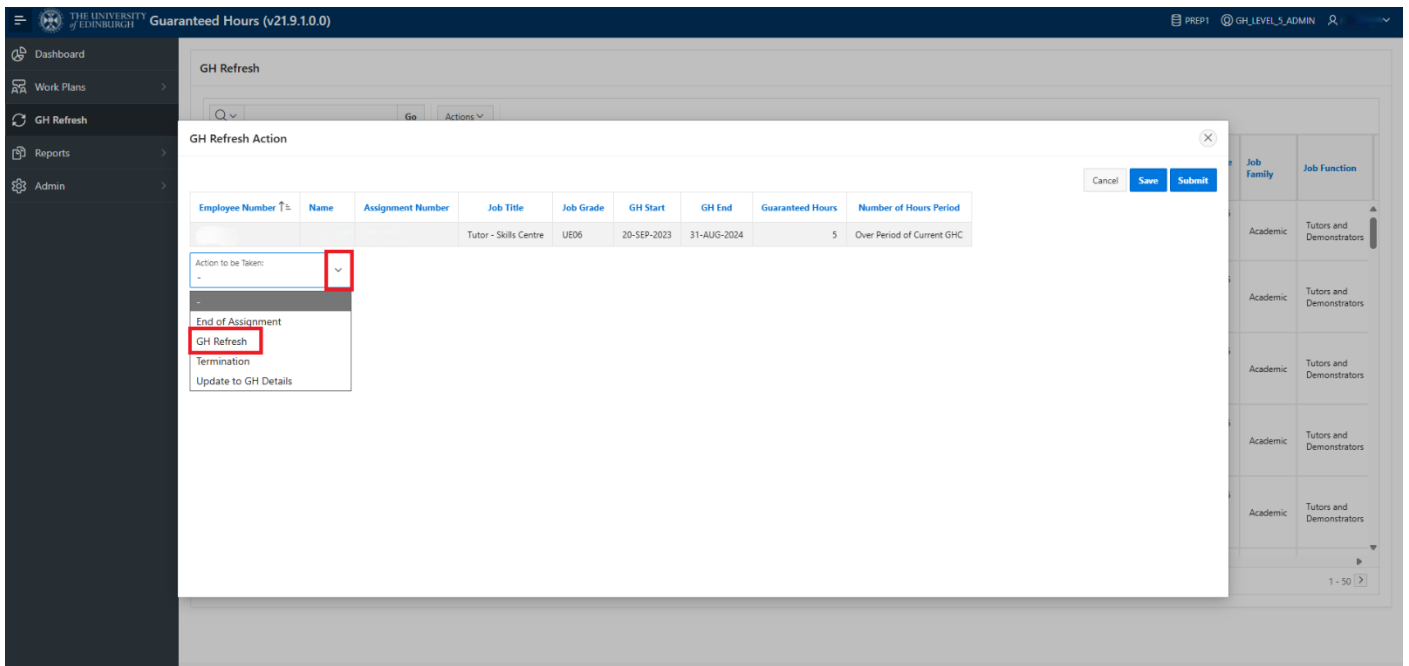 THE UNIVERSITY
of EDINBURGH
Guaranteed Hours (v21.9.1.0.0)
PREP1
GH_LEVEL_5_ADMIN
Dashboard
Work Plans
GH Refresh
Reports
Admin
GH Refresh
Go
Actions
GH Refresh Action
Cancel
Save
Submit
Employee Number Name Assignment Number Job Title Job Grade GH Start GH End Guaranteed Hours Number of Hours Period
Tutor - Skills Centre UE06 20-SEP-2023 31-AUG-2024 5 Over Period of Current GHC
Action to be Taken:
-
-
End of Assignment
GH Refresh
Termination
Update to GH Details
Job
Family
Job Function
Academic
Tutors and
Demonstrators
Academic
Tutors and
Demonstrators
Academic
Tutors and
Demonstrators
Academic
Tutors and
Demonstrators
Academic
Tutors and
Demonstrators
1 - 50